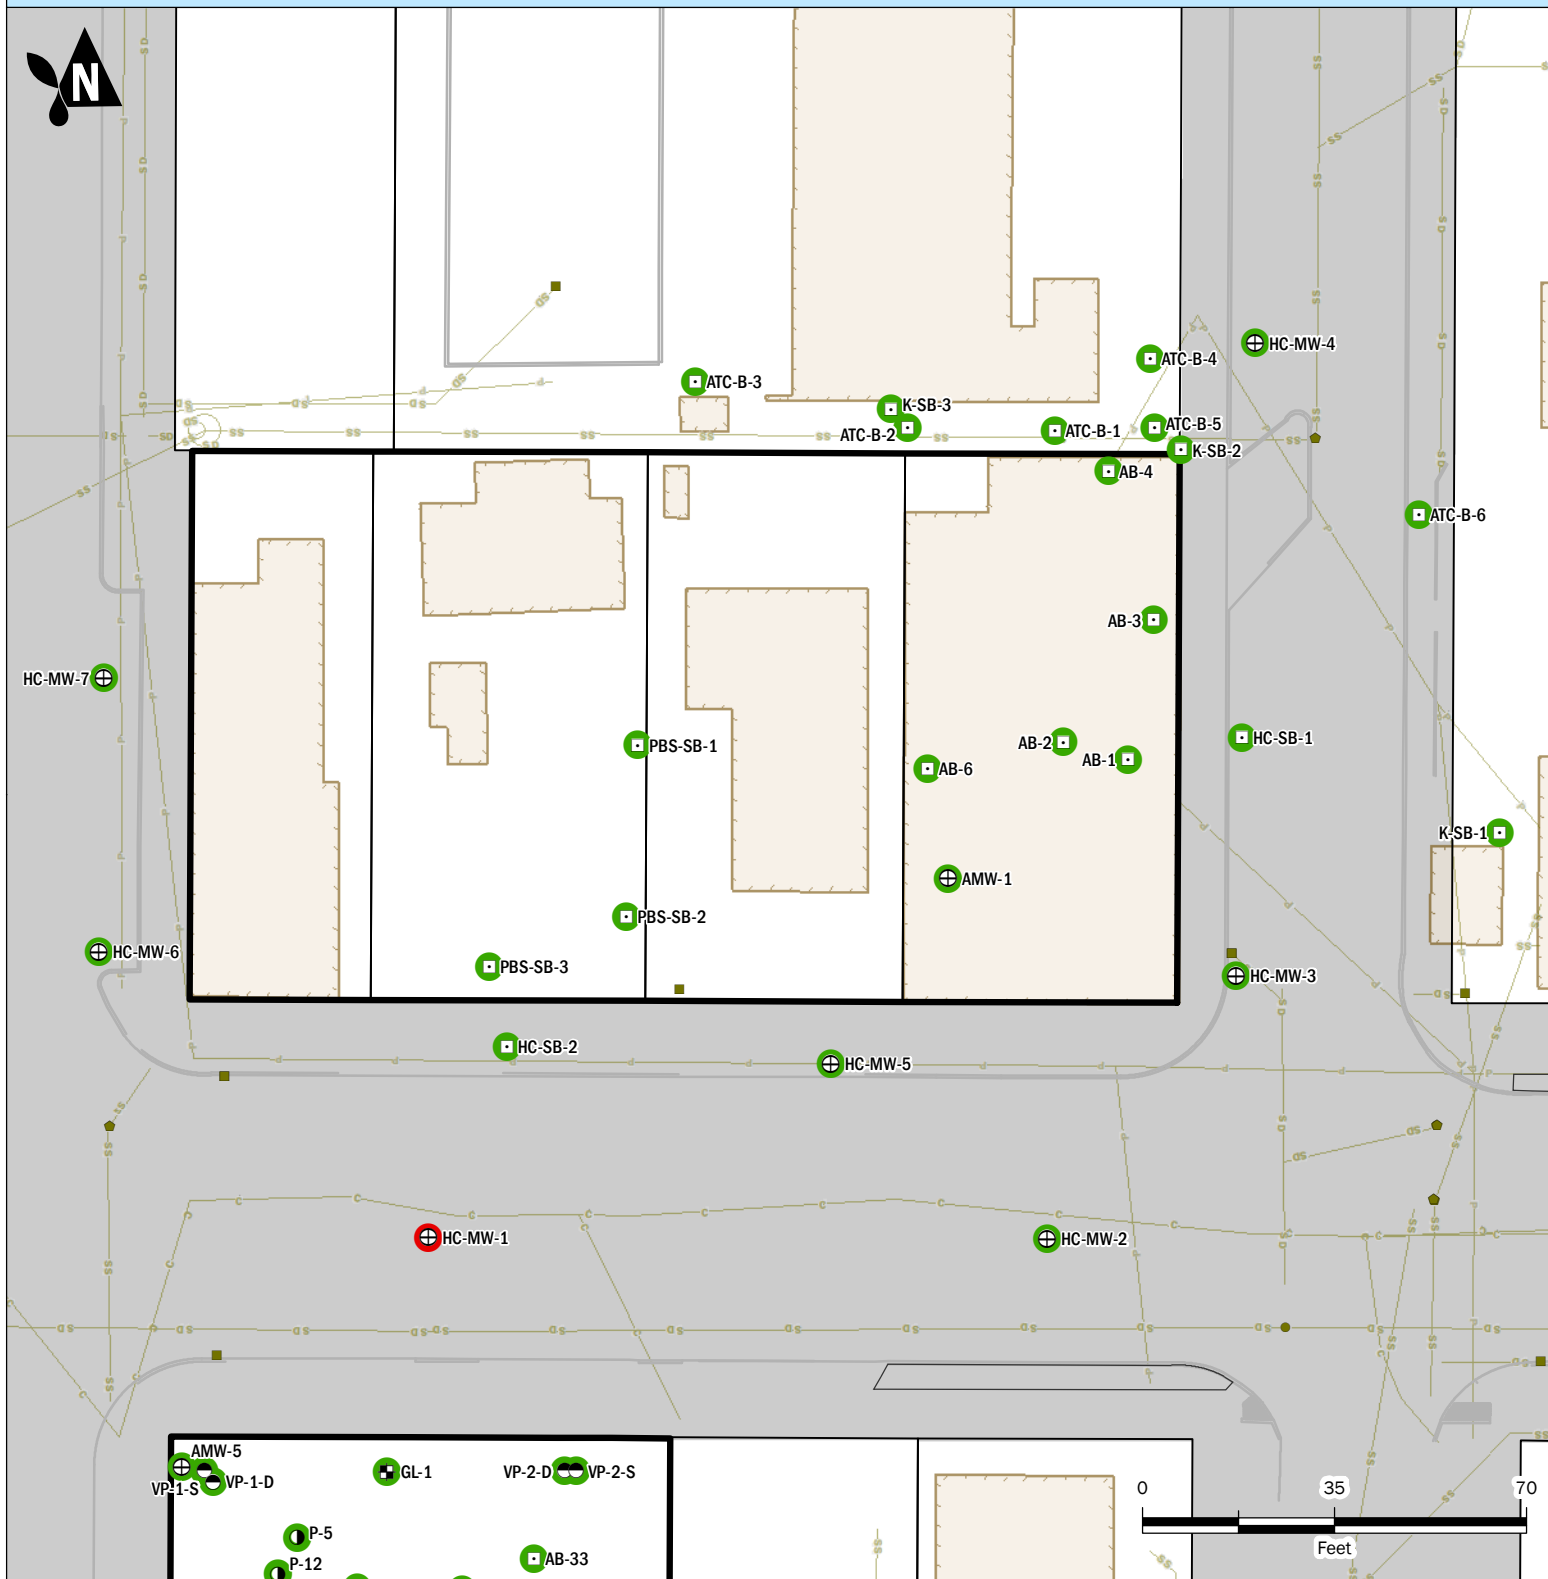 N
HC-MW-4
ATC-B-4
ATC-B-3
K-SB-3
ATC-B-2
ATC-B-1
ATC-B-5
K-SB-2
AB-4
ATC-B-6
AB-3
HC-MW-7
PBS-SB-1
AB-2
HC-SB-1
AB-1
AB-6
K-SB-1
AMW-1
PBS-SB-2
HC-MW-6
PBS-SB-3
HC-MW-3
HC-SB-2
HC-MW-5
HC-MW-1
HC-MW-2
AMW-5
VP-1-S
VP-1-D
GL-1
VP-2-D
VP-2-S
P-5
P-12
AB-33
0 35 70
Feet